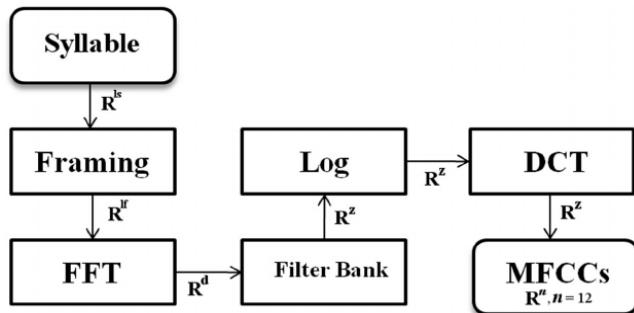 Syllable
R^ls
Framing
R^lf
FFT
R^d
Filter Bank
R^z
Log
R^z
DCT
R^z
MFCCs
R^n, n = 12